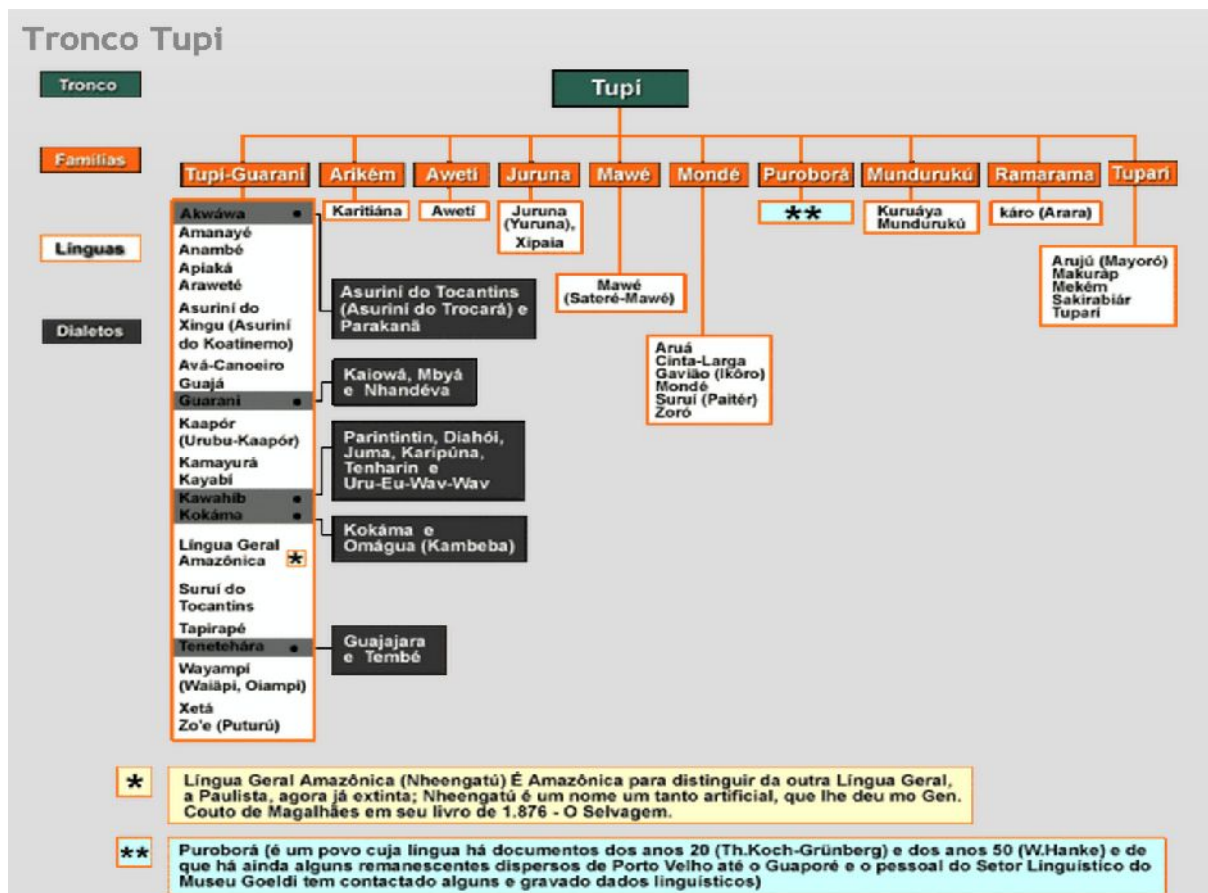 Tronco Tupi
Tronco
Tupi
Famílias
Tupi-Guaraní
Arikém
Awetí
Juruna
Mawé
Mondé
Puroborá
Mundurukú
Ramarama
Tuparí
Línguas
Akwáwa
Amanayé
Anambé
Apiaká
Araweté
Asuriní do
Xingu (Asuriní
do Koatinemo)
Avá-Canoeiro
Guajá
Guarani
Kaapór
(Urubu-Kaapór)
Kamayurá
Kayabí
Kawahib
Kokáma
Língua Geral
Amazônica *
Suruí do
Tocantins
Tapirapé
Tenetehára
Wayampí
(Waiãpi, Oiampi)
Xetá
Zo'e (Puturú)
Karitiána
Awetí
Juruna
(Yuruna),
Xipaia
Mawé
(Sateré-Mawé)
Aruá
Cinta-Larga
Gavião (Ikôro)
Mondé
Suruí (Paitér)
Zoró
**
Kuruáya
Mundurukú
káro (Arara)
Arujú (Mayoró)
Makuráp
Mekém
Sakirabiár
Tuparí
Dialetos
Asuriní do Tocantins
(Asuriní do Trocará) e
Parakanã
Kaiowá, Mbyá
e Nhandéva
Parintintin, Diahói,
Juma, Karipúna,
Tenharin e
Uru-Eu-Wav-Wav
Kokáma e
Omágua (Kambeba)
Guajajara
e Tembé
*
Língua Geral Amazônica (Nheengatú) É Amazônica para distinguir da outra Língua Geral,
a Paulista, agora já extinta; Nheengatú é um nome um tanto artificial, que lhe deu mo Gen.
Couto de Magalhães em seu livro de 1.876 - O Selvagem.
**
Puroborá (é um povo cuja língua há documentos dos anos 20 (Th.Koch-Grünberg) e dos anos 50 (W.Hanke) e de
que há ainda alguns remanescentes dispersos de Porto Velho até o Guaporé e o pessoal do Setor Linguístico do
Museu Goeldi tem contactado alguns e gravado dados linguísticos)